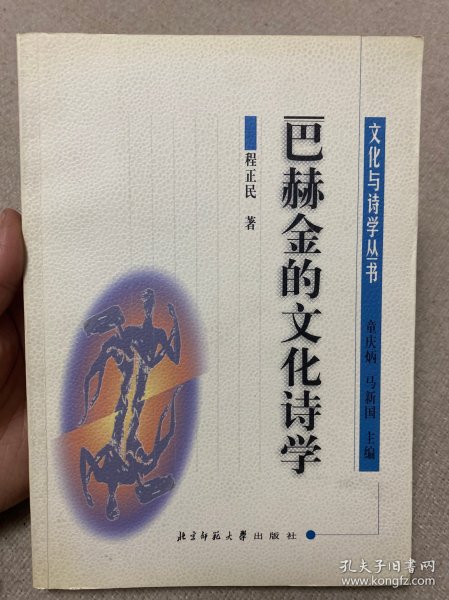 文化与诗学丛书
童庆炳 马新国 主编
巴赫金的文化诗学
程正民 著
北京师范大学出版社
孔夫子旧书网
www.kongfz.com